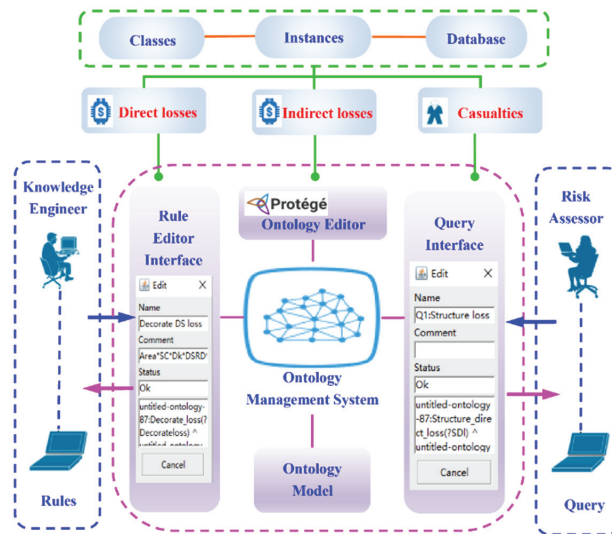 Classes
Instances
Database
Direct losses
Indirect losses
Casualties
Knowledge
Engineer
Rules
Rule
Editor
Interface
Edit
Name
Decorate DS loss
Comment
Area*SC*Dk*DSRD*
Status
Ok
untitled-ontology-
87:Decorate_loss(?
Decorateloss) ^
untitled-ontology
Cancel
Protégé
Ontology Editor
Ontology
Management System
Ontology
Model
Query
Interface
Edit
Name
Q1:Structure loss
Comment
Status
Ok
untitled-ontology
-87:Structure_dire
ct_loss(?SDl) ^
untitled-ontology
Cancel
Risk
Assessor
Query